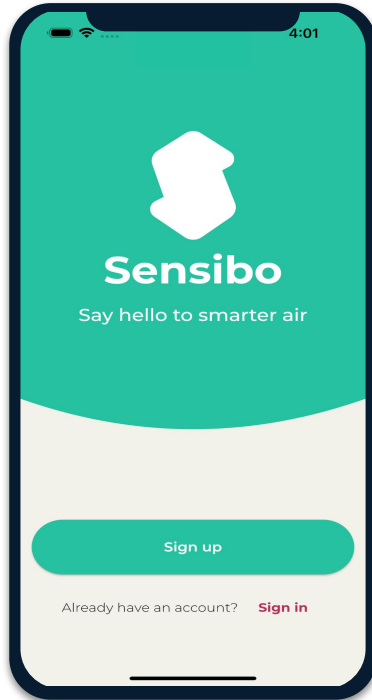 4:01
Sensibo
Say hello to smarter air
Sign up
Already have an account? Sign in